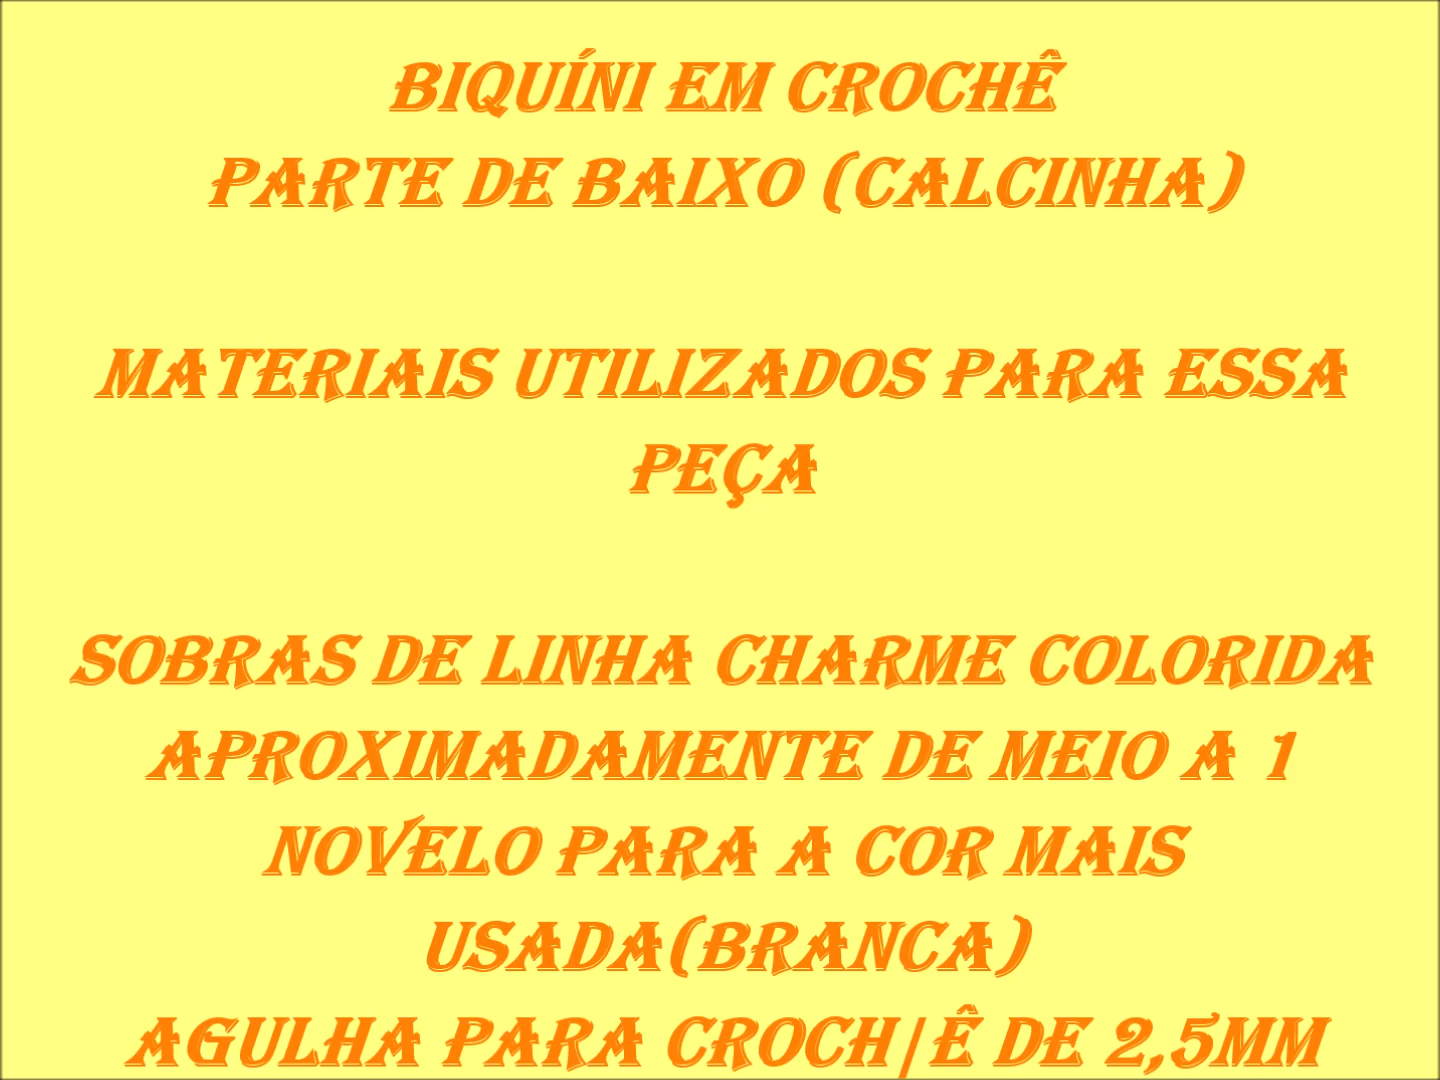 BIQUÍNI EM CROCHÊ
PARTE DE BAIXO (CALCINHA)
MATERIAIS UTILIZADOS PARA ESSA
PEÇA
SOBRAS DE LINHA CHARME COLORIDA
APROXIMADAMENTE DE MEIO A 1
NOVELO PARA A COR MAIS
USADA(BRANCA)
AGULHA PARA CROCH|Ê DE 2,5MM